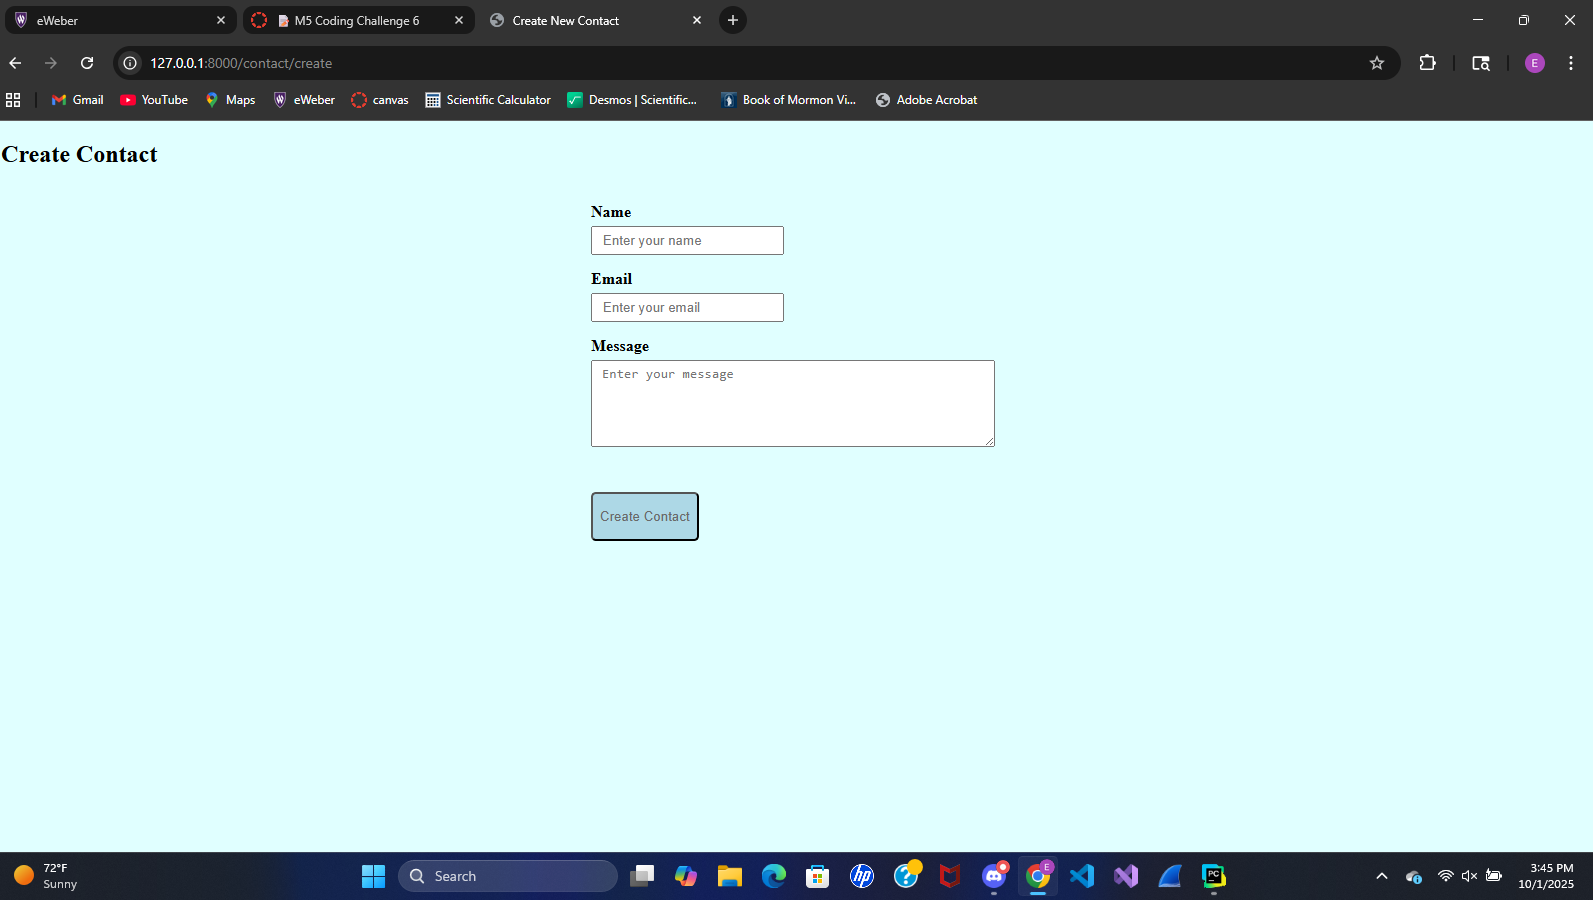 eWeber
M5 Coding Challenge 6
Create New Contact
127.0.0.1:8000/contact/create
E
Gmail
YouTube
Maps
eWeber
canvas
Scientific Calculator
Desmos | Scientific...
Book of Mormon Vi...
Adobe Acrobat
Create Contact
Name
Enter your name
Email
Enter your email
Message
Enter your message
Create Contact
72°F
Sunny
Search
hp
?
E
PC
3:45 PM
10/1/2025